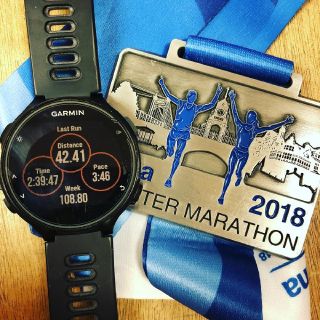 GARMIN
Last Run
Distance
42.41
Time
2:39:47
Pace
3:46
Week
108.80
a
2018
TER MARATHON
na